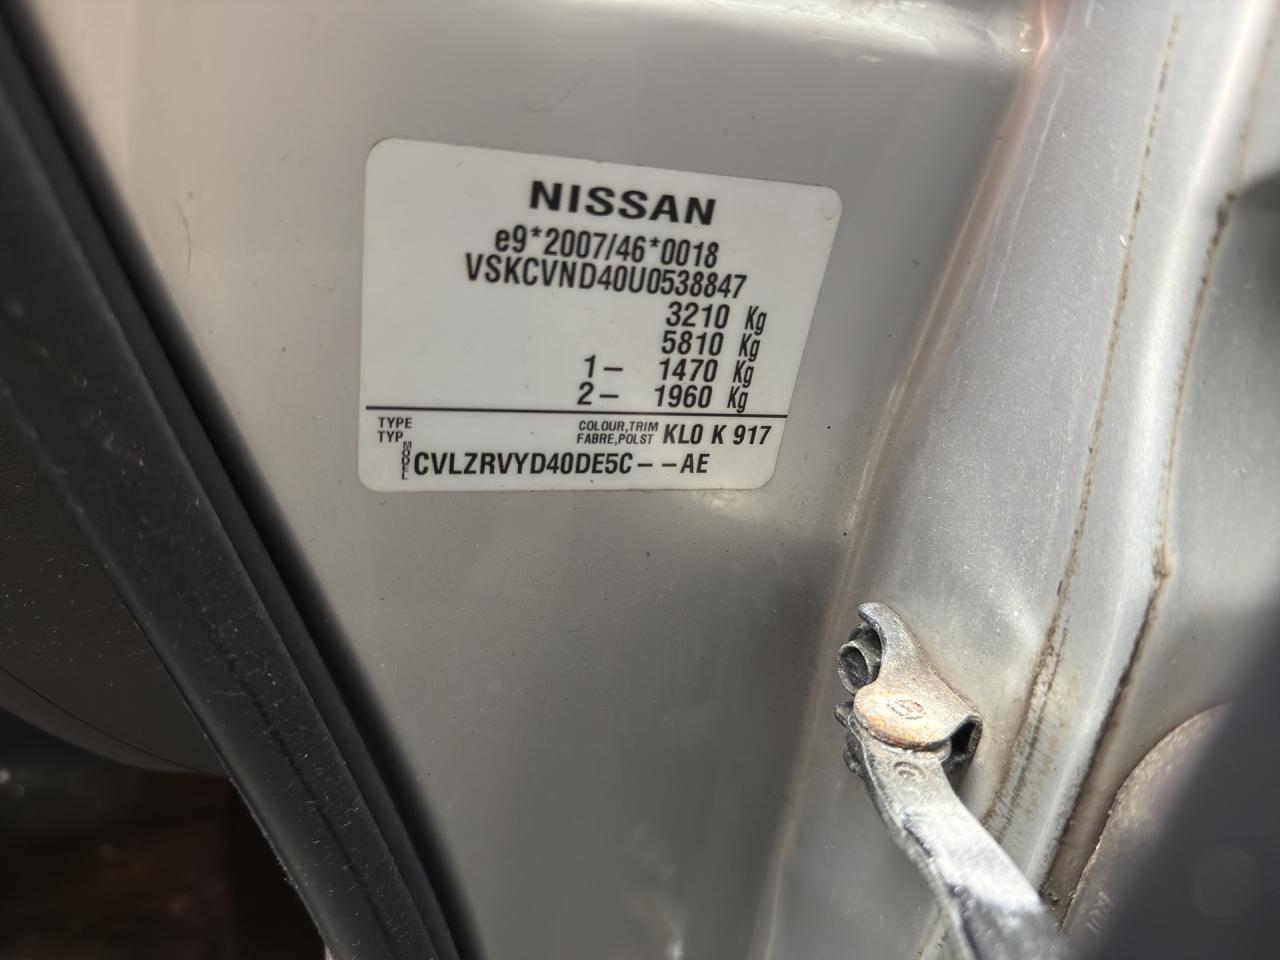 NISSAN
e9*2007/46*0018
VSKCVND40U0538847
3210 Kg
5810 Kg
1– 1470 Kg
2– 1960 Kg
TYPE
TYP
COLOUR,TRIM
FABRE,POLST
KL0 K 917
MODEL
CVLZRVYD40DE5C– –AE